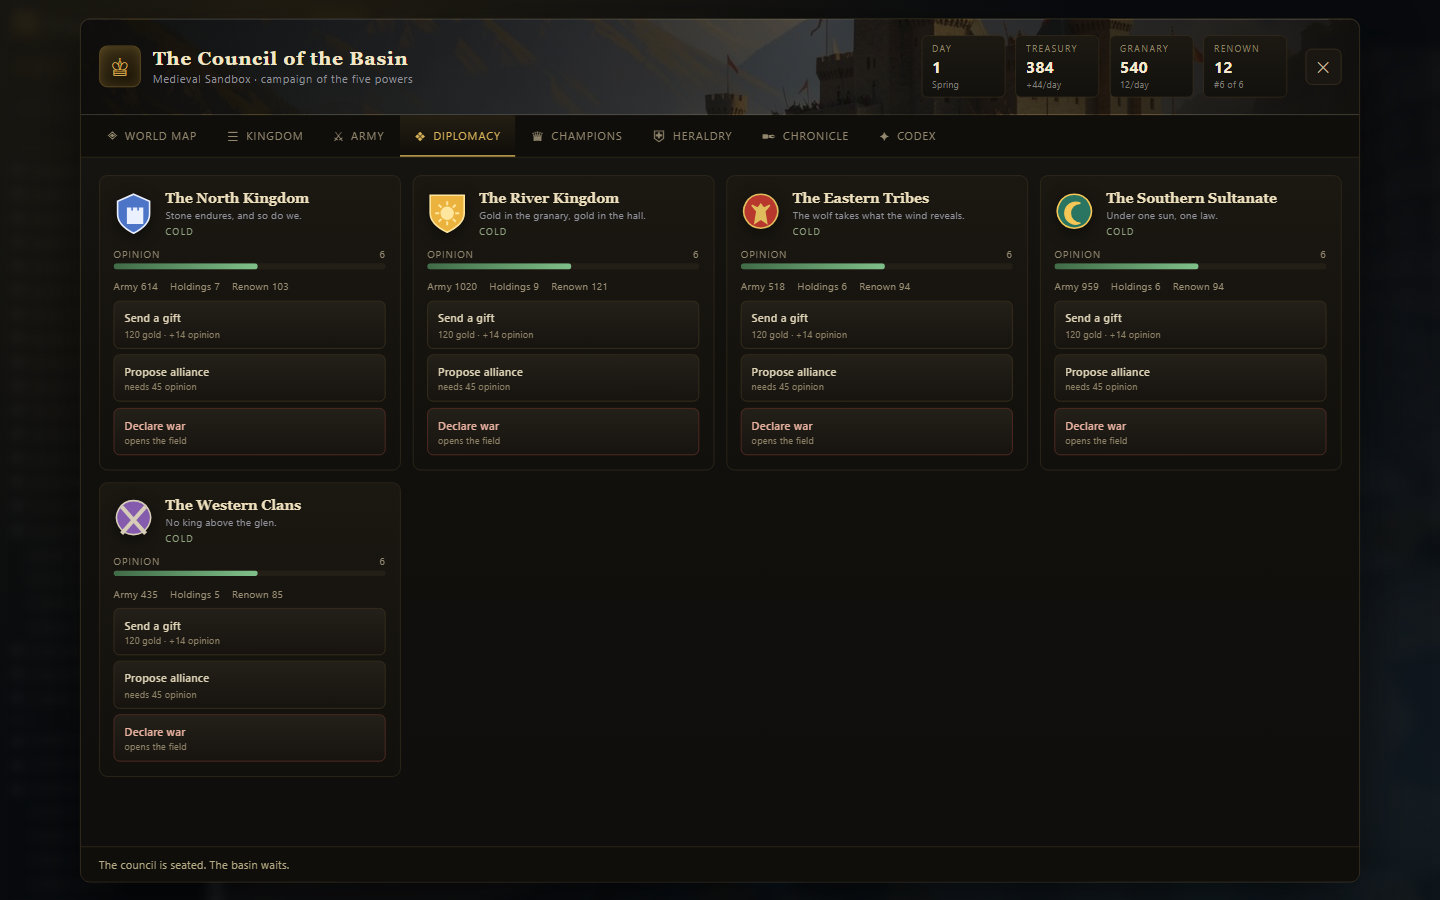 The Council of the Basin
Medieval Sandbox · campaign of the five powers
DAY
1
Spring
TREASURY
384
+44/day
GRANARY
540
12/day
RENOWN
12
#6 of 6
WORLD MAP
KINGDOM
ARMY
DIPLOMACY
CHAMPIONS
HERALDRY
CHRONICLE
CODEX
The North Kingdom
Stone endures, and so do we.
COLD
OPINION 6
Army 614 Holdings 7 Renown 103
Send a gift
120 gold · +14 opinion
Propose alliance
needs 45 opinion
Declare war
opens the field
The River Kingdom
Gold in the granary, gold in the hall.
COLD
OPINION 6
Army 1020 Holdings 9 Renown 121
Send a gift
120 gold · +14 opinion
Propose alliance
needs 45 opinion
Declare war
opens the field
The Eastern Tribes
The wolf takes what the wind reveals.
COLD
OPINION 6
Army 518 Holdings 6 Renown 94
Send a gift
120 gold · +14 opinion
Propose alliance
needs 45 opinion
Declare war
opens the field
The Southern Sultanate
Under one sun, one law.
COLD
OPINION 6
Army 959 Holdings 6 Renown 94
Send a gift
120 gold · +14 opinion
Propose alliance
needs 45 opinion
Declare war
opens the field
The Western Clans
No king above the glen.
COLD
OPINION 6
Army 435 Holdings 5 Renown 85
Send a gift
120 gold · +14 opinion
Propose alliance
needs 45 opinion
Declare war
opens the field
The council is seated. The basin waits.